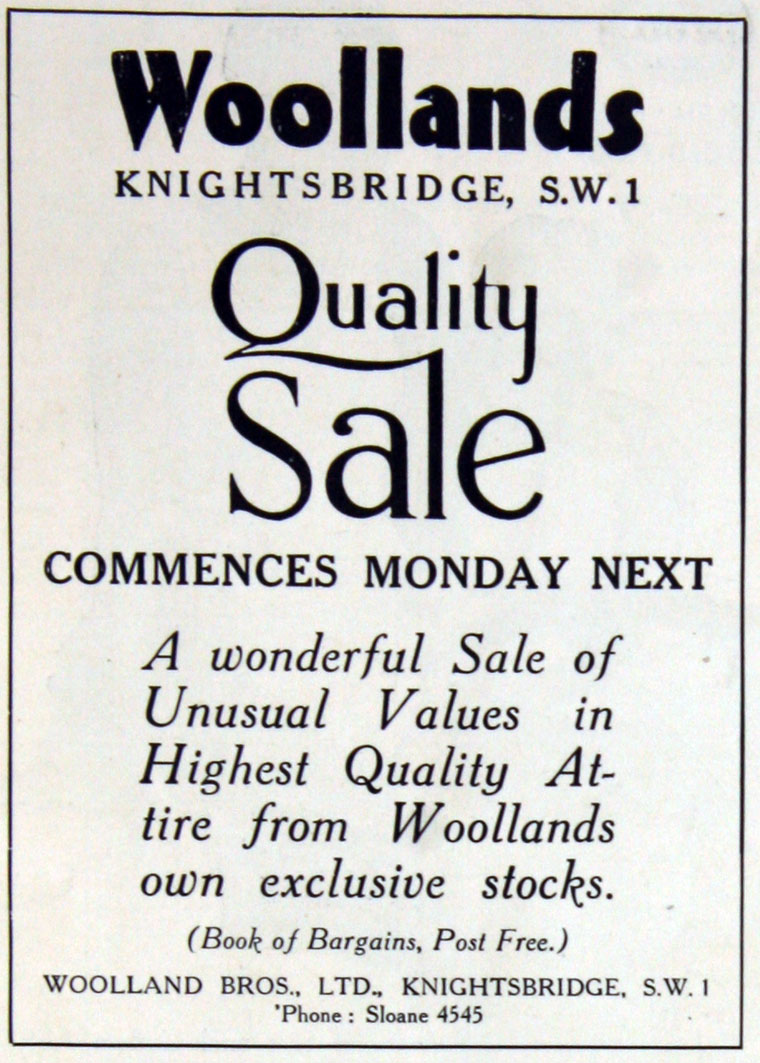 Woollands
KNIGHTSBRIDGE, S.W. 1
Quality
Sale
COMMENCES MONDAY NEXT
A wonderful Sale of
Unusual Values in
Highest Quality At-
tire from Woollands
own exclusive stocks.
(Book of Bargains, Post Free.)
WOOLLAND BROS., LTD., KNIGHTSBRIDGE, S.W. 1
'Phone : Sloane 4545